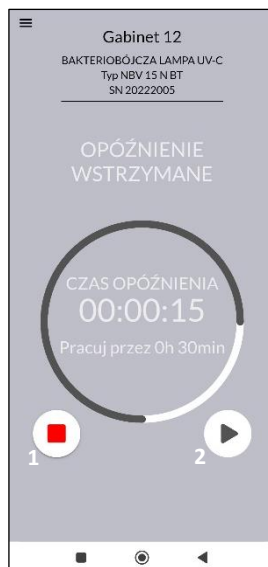 Gabinet 12
BAKTERIOBÓJCZA LAMPA UV-C
Typ NBV 15 N BT
SN 20222005
OPÓŹNIENIE
WSTRZYMANE
CZAS OPÓŹNIENIA
00:00:15
Pracuj przez 0h 30min
1
2